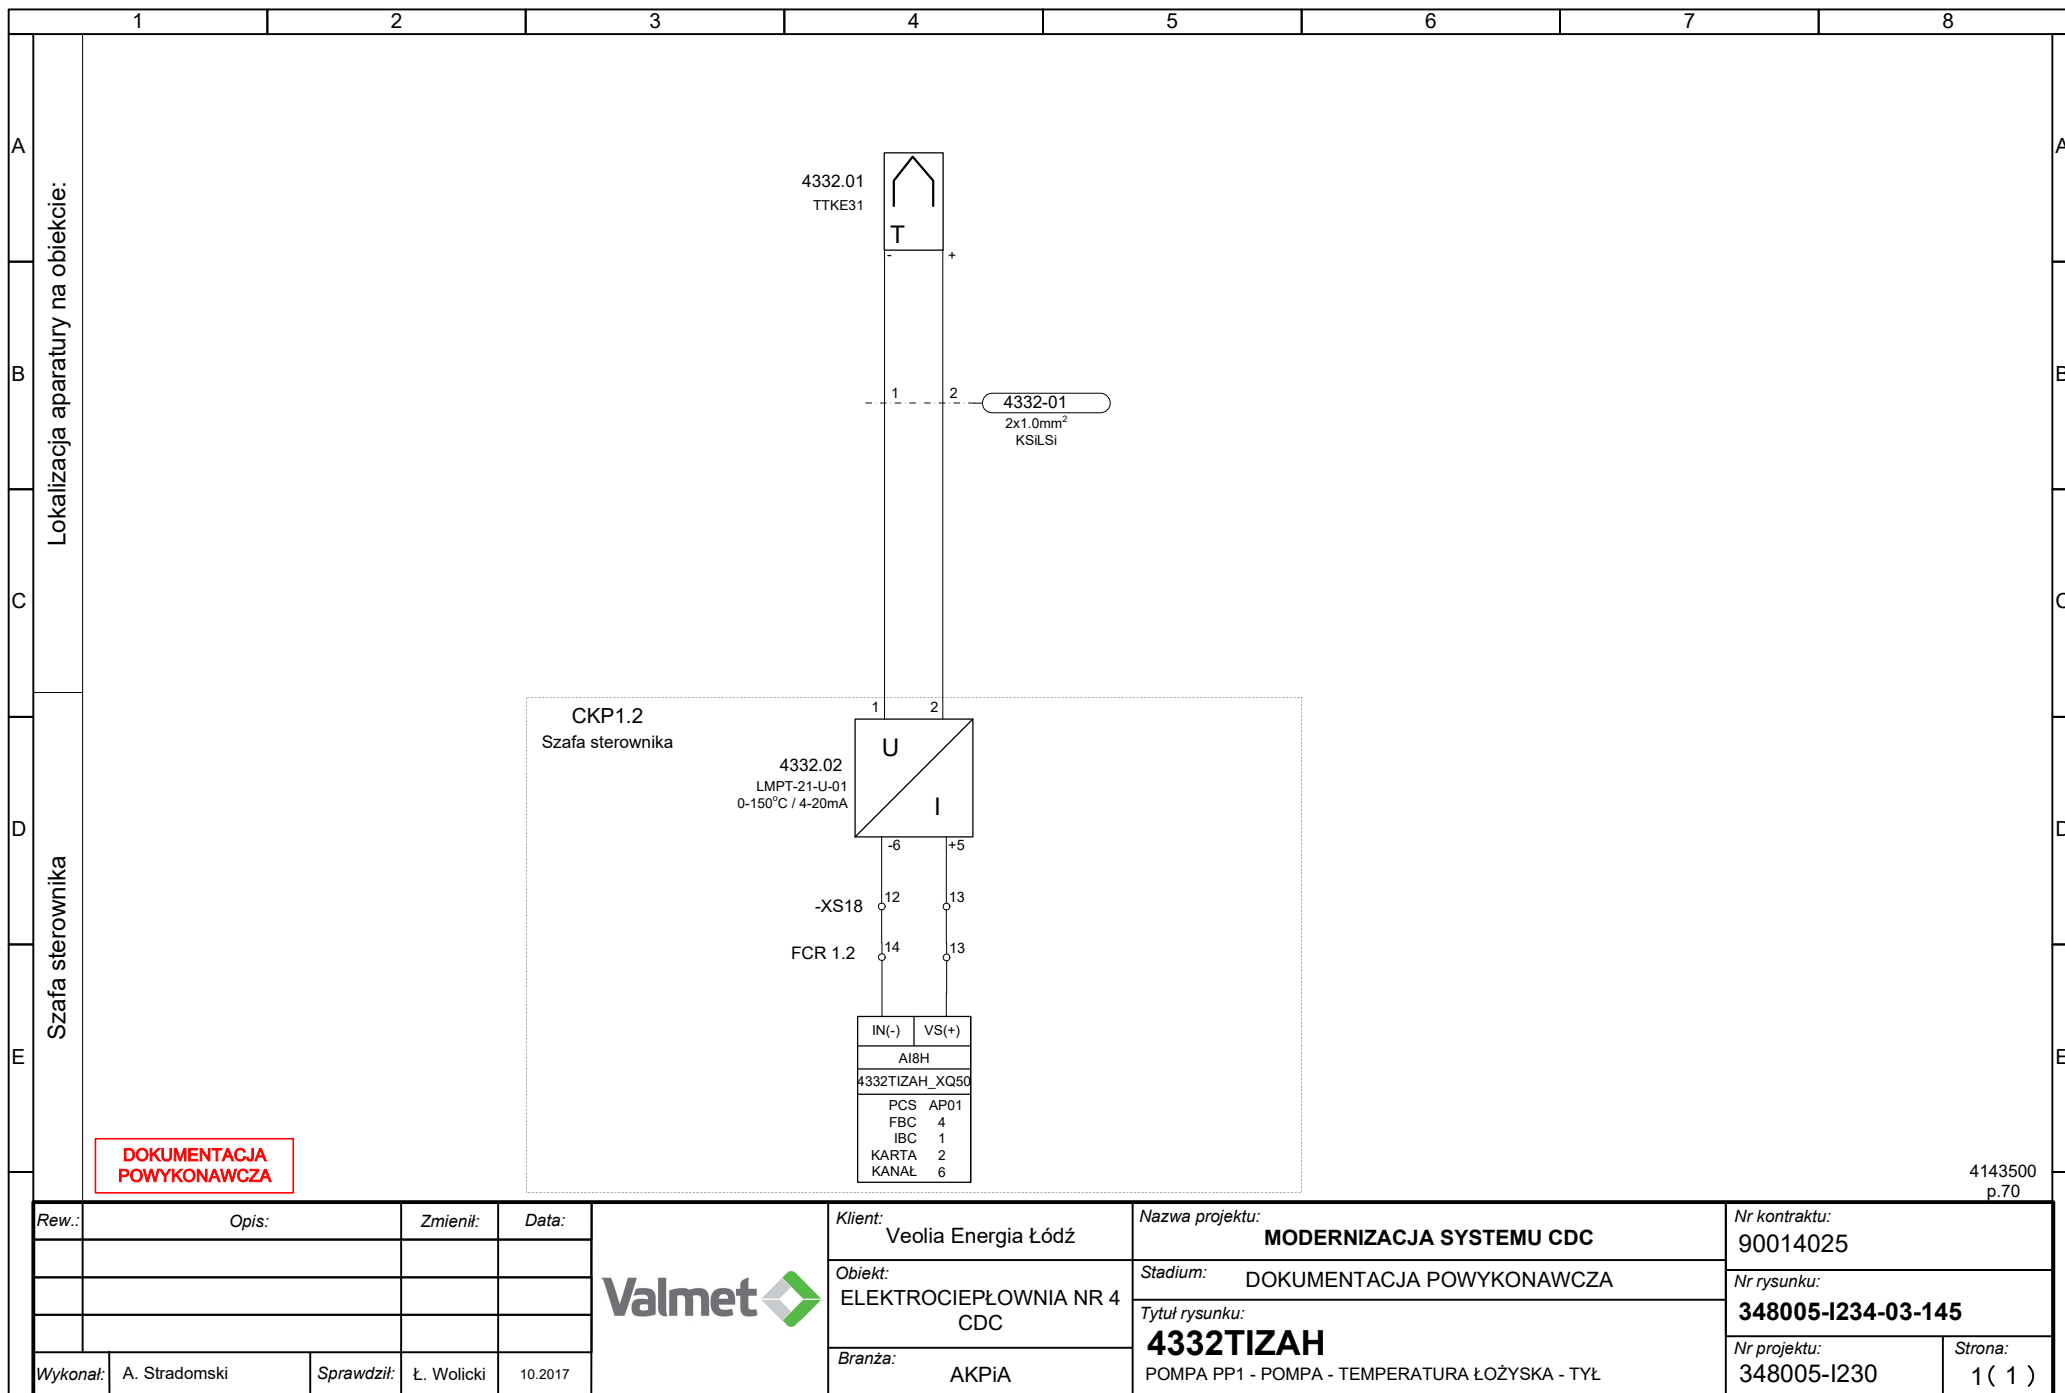 1 2 3 4 5 6 7 8
A A
B B
C C
D D
E E
Lokalizacja aparatury na obiekcie:
Szafa sterownika
4332.01
TTKE31
T
- +
1 2
4332-01
2x1.0mm²
KSiLSi
CKP1.2
Szafa sterownika
1 2
U
I
4332.02
LMPT-21-U-01
0-150°C / 4-20mA
-6 +5
-XS18 12 13
FCR 1.2 14 13
IN(-) VS(+)
AI8H
4332TIZAH_XQ50
PCS AP01
FBC 4
IBC 1
KARTA 2
KANAŁ 6
DOKUMENTACJA
POWYKONAWCZA
4143500
p.70
Rew.: Opis: Zmienił: Data:
Wykonał: A. Stradomski Sprawdził: Ł. Wolicki 10.2017
Valmet
Klient:
Veolia Energia Łódź
Obiekt:
ELEKTROCIEPŁOWNIA NR 4
CDC
Branża:
AKPiA
Nazwa projektu:
MODERNIZACJA SYSTEMU CDC
Stadium: DOKUMENTACJA POWYKONAWCZA
Tytuł rysunku:
4332TIZAH
POMPA PP1 - POMPA - TEMPERATURA ŁOŻYSKA - TYŁ
Nr kontraktu:
90014025
Nr rysunku:
348005-I234-03-145
Nr projektu:
348005-I230
Strona:
1( 1 )